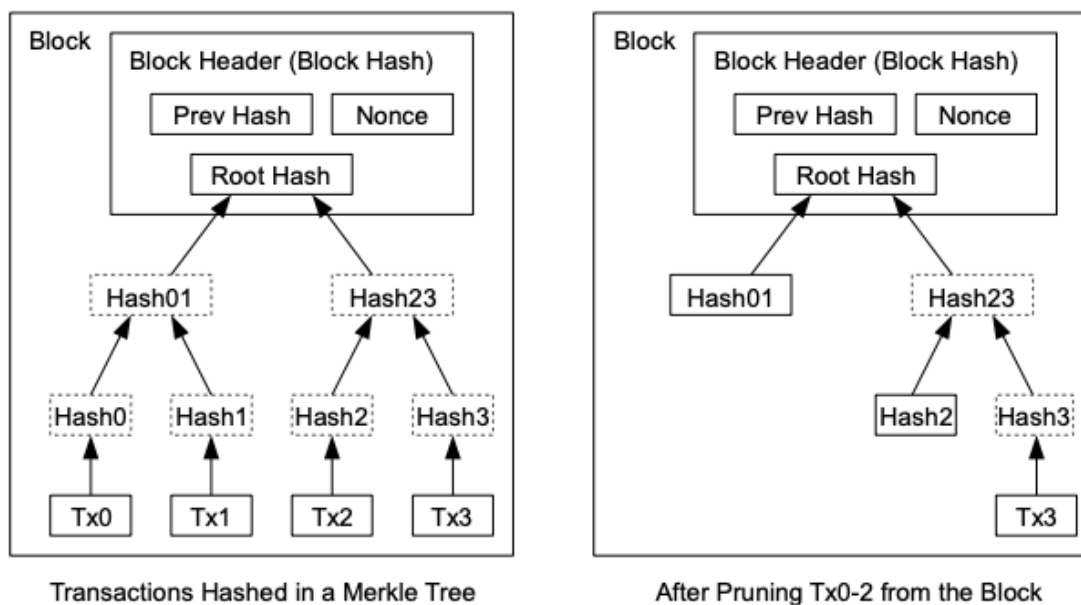 Block
Block Header (Block Hash)
Prev Hash
Nonce
Root Hash
Hash01
Hash23
Hash0
Hash1
Hash2
Hash3
Tx0
Tx1
Tx2
Tx3
Transactions Hashed in a Merkle Tree
Block
Block Header (Block Hash)
Prev Hash
Nonce
Root Hash
Hash01
Hash23
Hash2
Hash3
Tx3
After Pruning Tx0-2 from the Block